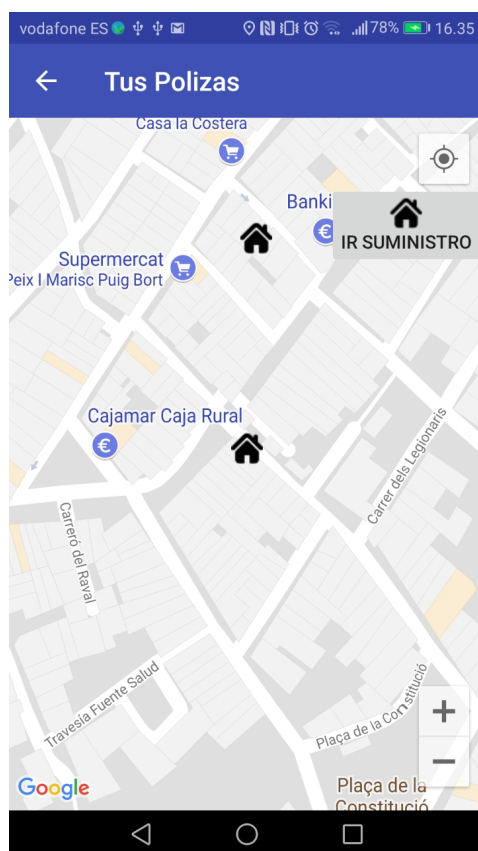 vodafone ES
78%
16.35
Tus Polizas
Casa la Costera
Banki
IR SUMINISTRO
Supermercat
Peix I Marisc Puig Bort
Cajamar Caja Rural
Carrer dels Legionaris
Carreró del Raval
Travesía Fuente Salud
Plaça de la Constitució
Google
Plaça de la
Constitució